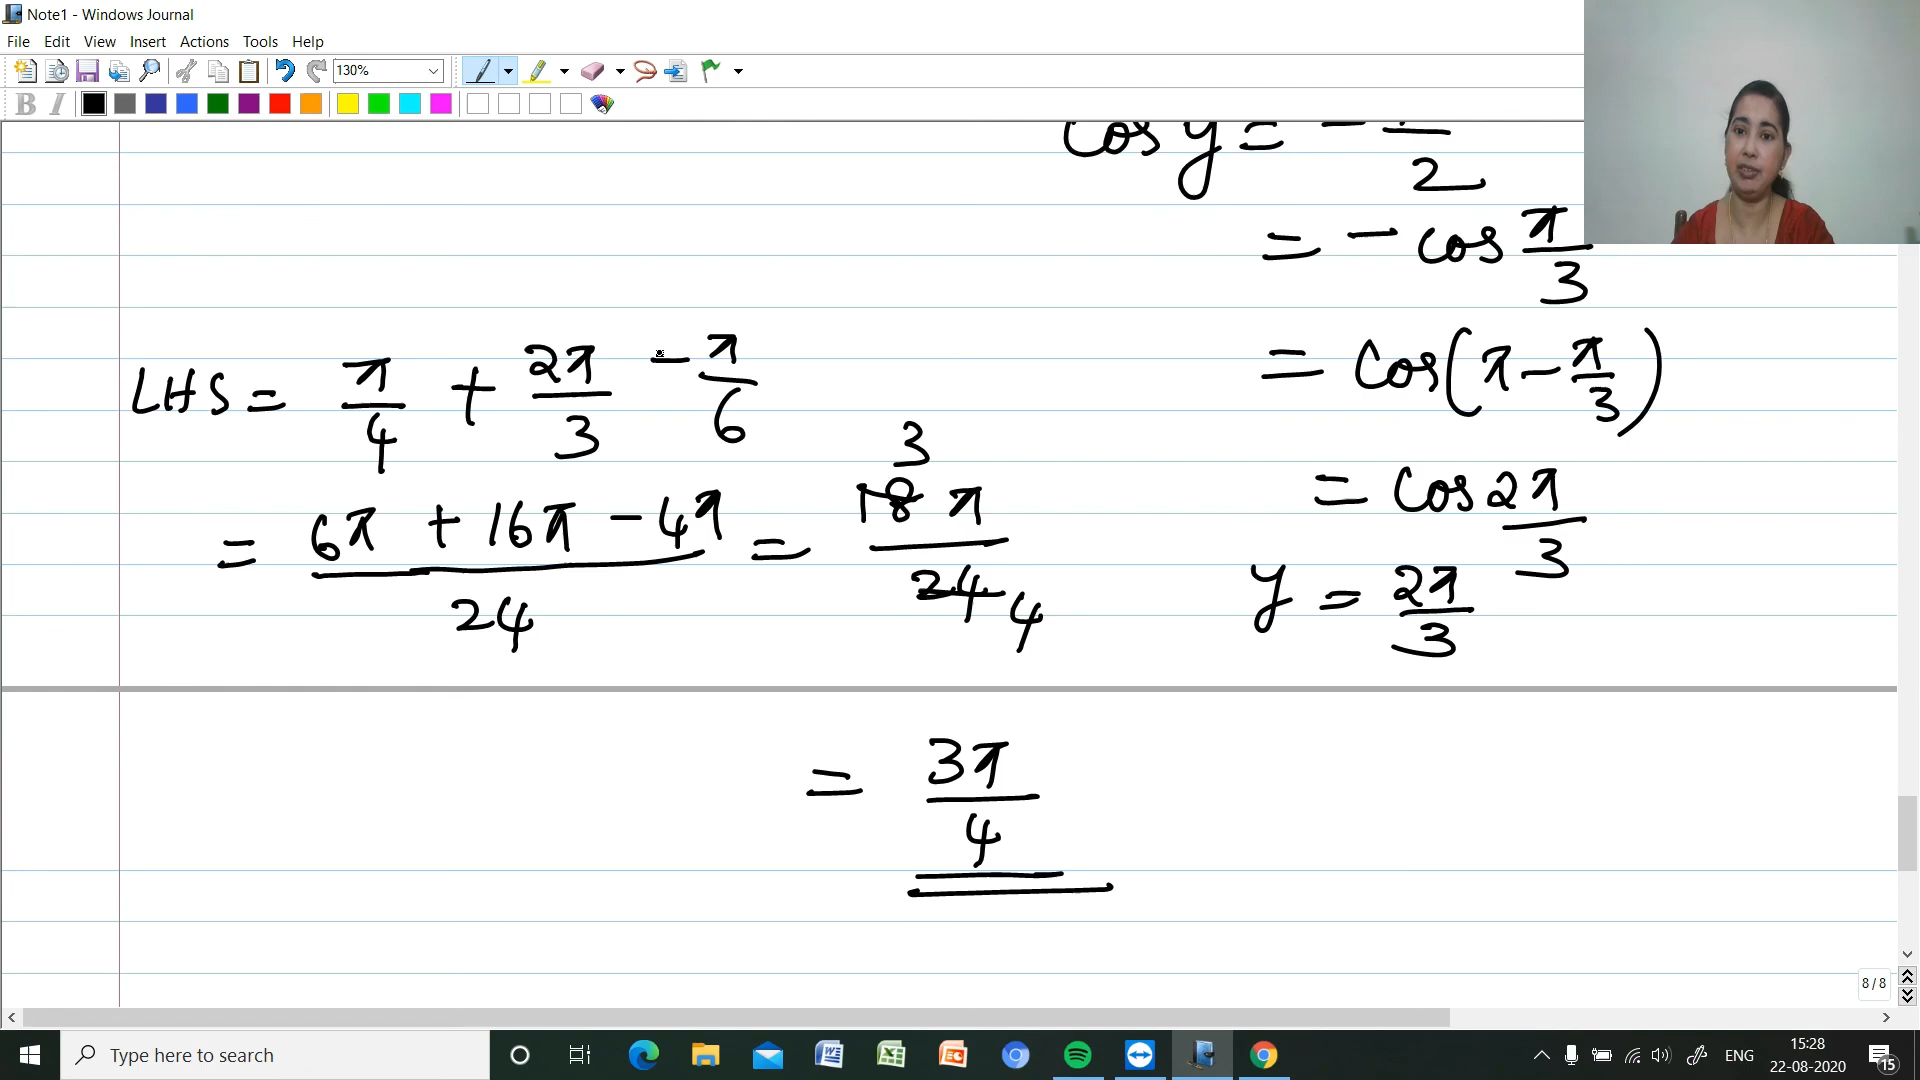 Note1 - Windows Journal
File Edit View Insert Actions Tools Help
130%
B I
cos y = -
2
= - cos π/3
LHS = π/4 + 2π/3 - π/6
= cos(π - π/3)
= (6π + 16π - 4π)/24 = 18π/24
3
4
= cos 2π/3
y = 2π/3
= 3π/4
8 / 8
Type here to search
ENG
15:28
22-08-2020
15